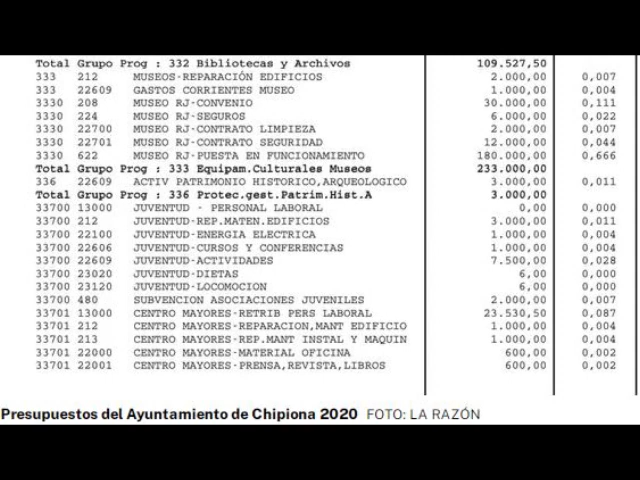 Total Grupo Prog : 332 Bibliotecas y Archivos 109.527,50
333 212 MUSEOS-REPARACIÓN EDIFICIOS 2.000,00 0,007
333 22609 GASTOS CORRIENTES MUSEO 1.000,00 0,004
3330 208 MUSEO RJ-CONVENIO 30.000,00 0,111
3330 224 MUSEO RJ-SEGUROS 6.000,00 0,022
3330 22700 MUSEO RJ-CONTRATO LIMPIEZA 2.000,00 0,007
3330 22701 MUSEO RJ-CONTRATO SEGURIDAD 12.000,00 0,044
3330 622 MUSEO RJ-PUESTA EN FUNCIONAMIENTO 180.000,00 0,666
Total Grupo Prog : 333 Equipam.Culturales Museos 233.000,00
336 22609 ACTIV PATRIMONIO HISTORICO,ARQUEOLOGICO 3.000,00 0,011
Total Grupo Prog : 336 Protec.gest.Patrim.Hist.A 3.000,00
33700 13000 JUVENTUD - PERSONAL LABORAL 0,00 0,000
33700 212 JUVENTUD-REP.MATEN.EDIFICIOS 3.000,00 0,011
33700 22100 JUVENTUD-ENERGIA ELECTRICA 1.000,00 0,004
33700 22606 JUVENTUD-CURSOS Y CONFERENCIAS 1.000,00 0,004
33700 22609 JUVENTUD-ACTIVIDADES 7.500,00 0,028
33700 23020 JUVENTUD-DIETAS 6,00 0,000
33700 23120 JUVENTUD-LOCOMOCION 6,00 0,000
33700 480 SUBVENCION ASOCIACIONES JUVENILES 2.000,00 0,007
33701 13000 CENTRO MAYORES-RETRIB PERS LABORAL 23.530,50 0,087
33701 212 CENTRO MAYORES-REPARACION,MANT EDIFICIO 1.000,00 0,004
33701 213 CENTRO MAYORES-REP.MANT INSTAL Y MAQUIN 1.000,00 0,004
33701 22000 CENTRO MAYORES-MATERIAL OFICINA 600,00 0,002
33701 22001 CENTRO MAYORES-PRENSA,REVISTA,LIBROS 600,00 0,002
Presupuestos del Ayuntamiento de Chipiona 2020 FOTO: LA RAZÓN